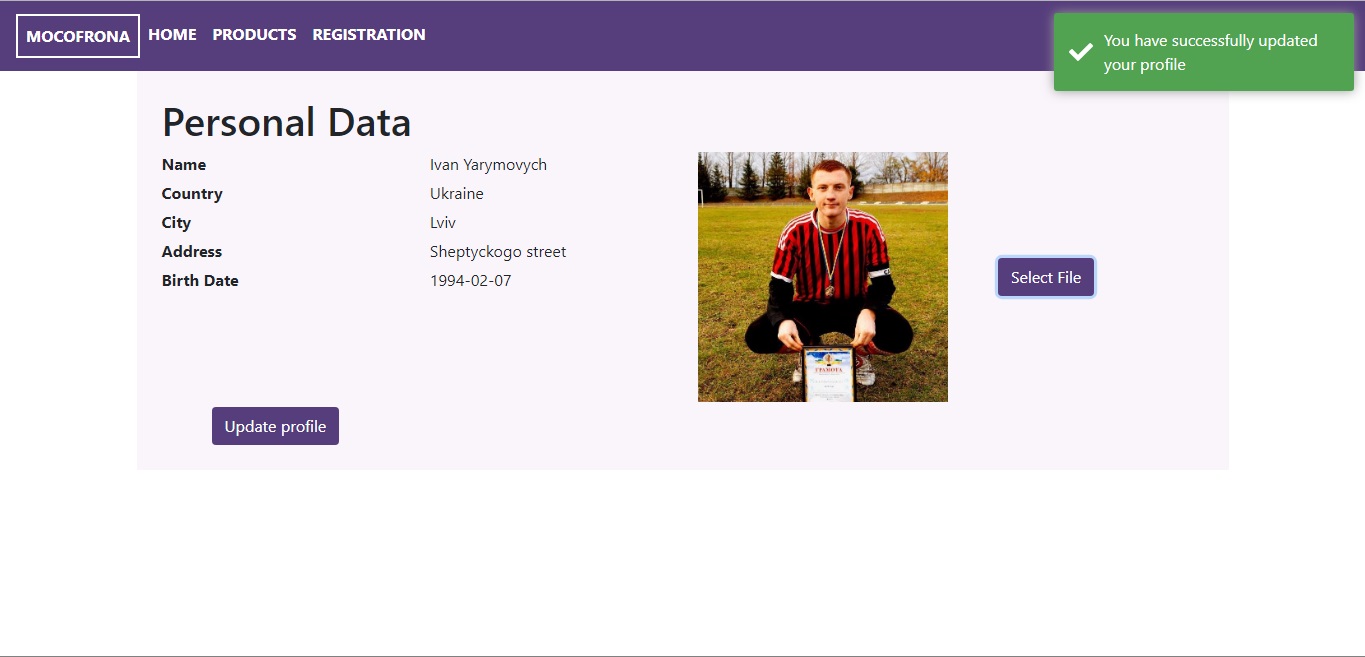 MOCOFRONA HOME PRODUCTS REGISTRATION
You have successfully updated
your profile
Personal Data
Name Ivan Yarymovych
Country Ukraine
City Lviv
Address Sheptyckogo street
Birth Date 1994-02-07
Select File
ГРАМОТА
Update profile